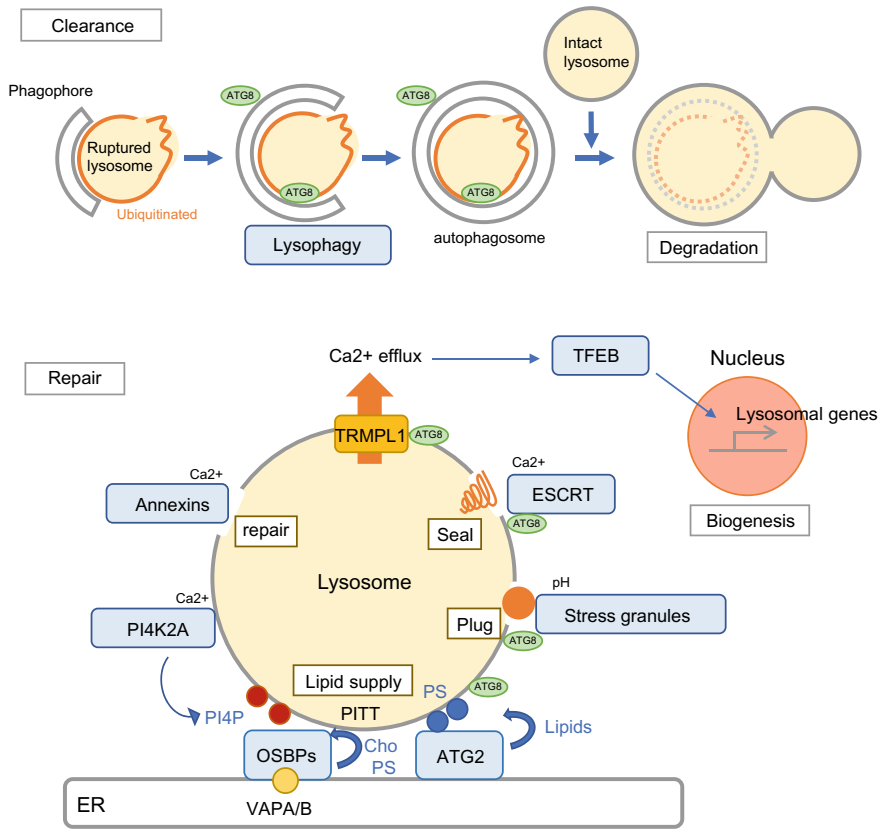 Clearance
Phagophore
Ruptured
lysosome
Ubiquitinated
ATG8
ATG8
Lysophagy
ATG8
ATG8
autophagosome
Intact
lysosome
Degradation
Repair
Ca2+ efflux
TFEB
Nucleus
Lysosomal genes
Biogenesis
TRMPL1
ATG8
Ca2+
Annexins
repair
Ca2+
ESCRT
ATG8
Seal
Lysosome
Ca2+
PI4K2A
pH
Stress granules
Plug
ATG8
Lipid supply
ATG8
PI4P
PITT
PS
OSBPs
Cho
PS
ATG2
Lipids
ER
VAPA/B